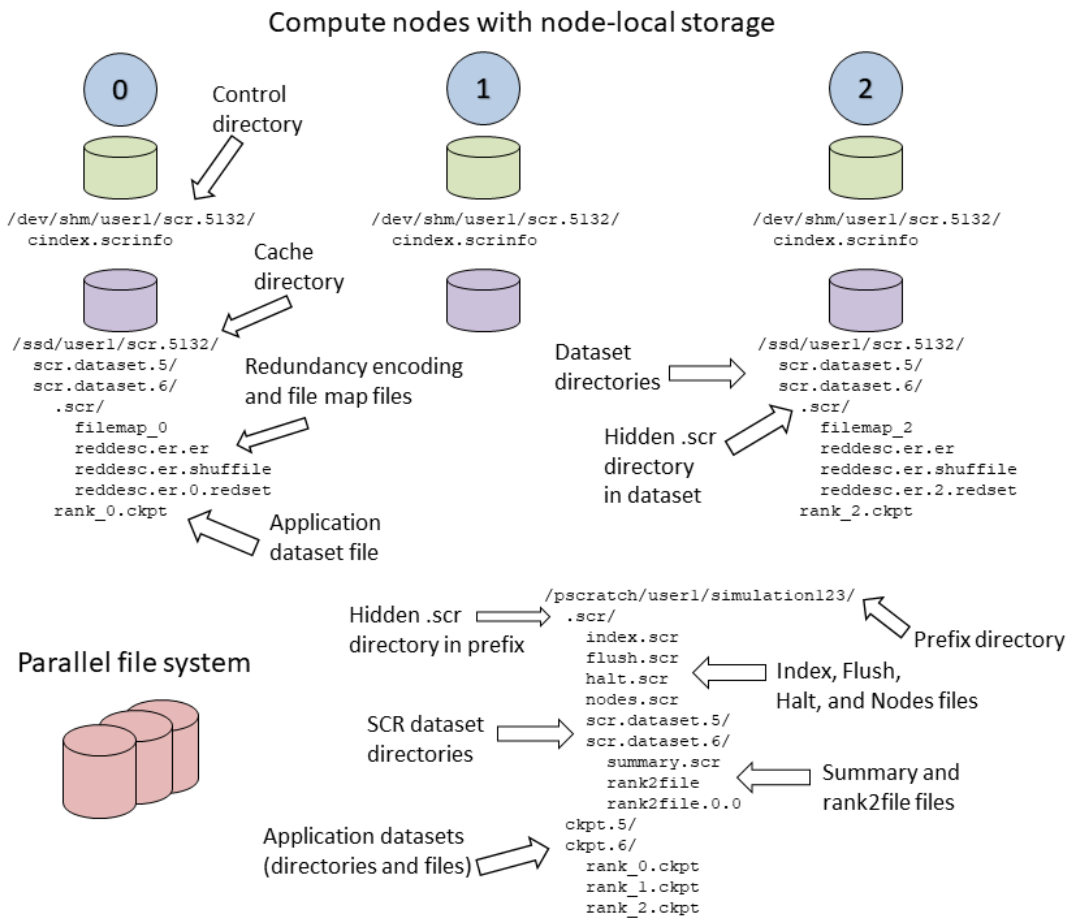 Compute nodes with node-local storage
0
1
2
Control
directory
/dev/shm/user1/scr.5132/
cindex.scrinfo
/dev/shm/user1/scr.5132/
cindex.scrinfo
/dev/shm/user1/scr.5132/
cindex.scrinfo
Cache
directory
/ssd/user1/scr.5132/
scr.dataset.5/
scr.dataset.6/
.scr/
filemap_0
reddesc.er.er
reddesc.er.shuffile
reddesc.er.0.redset
rank_0.ckpt
Redundancy encoding
and file map files
Application
dataset file
Dataset
directories
Hidden .scr
directory
in dataset
/ssd/user1/scr.5132/
scr.dataset.5/
scr.dataset.6/
.scr/
filemap_2
reddesc.er.er
reddesc.er.shuffile
reddesc.er.2.redset
rank_2.ckpt
Parallel file system
Hidden .scr
directory in prefix
SCR dataset
directories
Application datasets
(directories and files)
/pscratch/user1/simulation123/
.scr/
index.scr
flush.scr
halt.scr
nodes.scr
scr.dataset.5/
scr.dataset.6/
summary.scr
rank2file
rank2file.0.0
ckpt.5/
ckpt.6/
rank_0.ckpt
rank_1.ckpt
rank_2.ckpt
Prefix directory
Index, Flush,
Halt, and Nodes files
Summary and
rank2file files